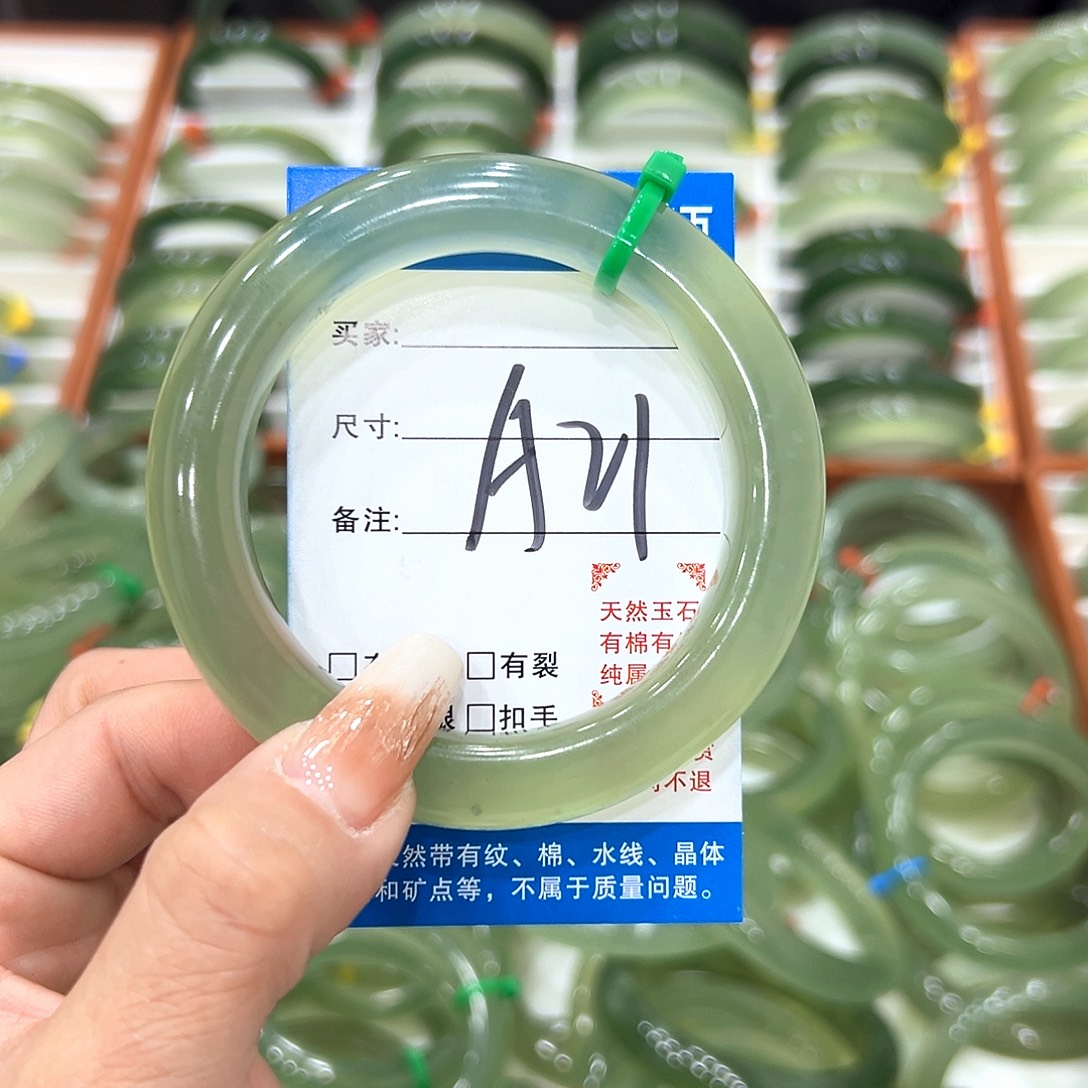 买家:
尺寸:
A21
备注:
天然玉石
有棉有
纯属
□有裂
□扣毛
不退
然带有纹、棉、水线、晶体
和矿点等，不属于质量问题。